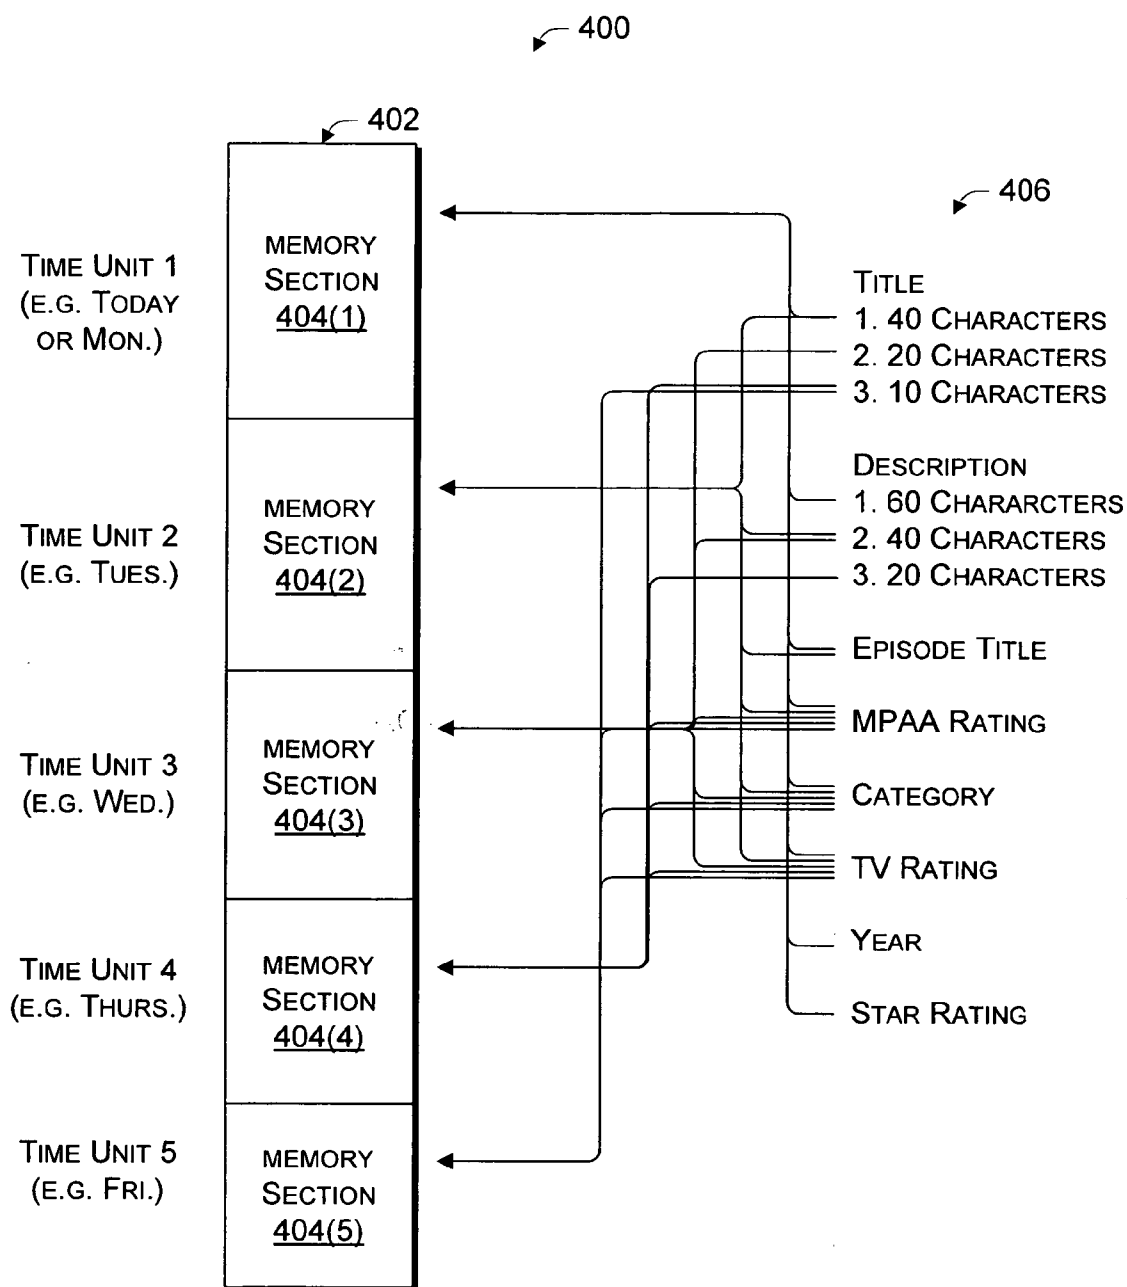 400
402
406
TIME UNIT 1
(E.G. TODAY
OR MON.)
MEMORY
SECTION
404(1)
TIME UNIT 2
(E.G. TUES.)
MEMORY
SECTION
404(2)
TIME UNIT 3
(E.G. WED.)
MEMORY
SECTION
404(3)
TIME UNIT 4
(E.G. THURS.)
MEMORY
SECTION
404(4)
TIME UNIT 5
(E.G. FRI.)
MEMORY
SECTION
404(5)
TITLE
1. 40 CHARACTERS
2. 20 CHARACTERS
3. 10 CHARACTERS
DESCRIPTION
1. 60 CHARARCTERS
2. 40 CHARACTERS
3. 20 CHARACTERS
EPISODE TITLE
MPAA RATING
CATEGORY
TV RATING
YEAR
STAR RATING